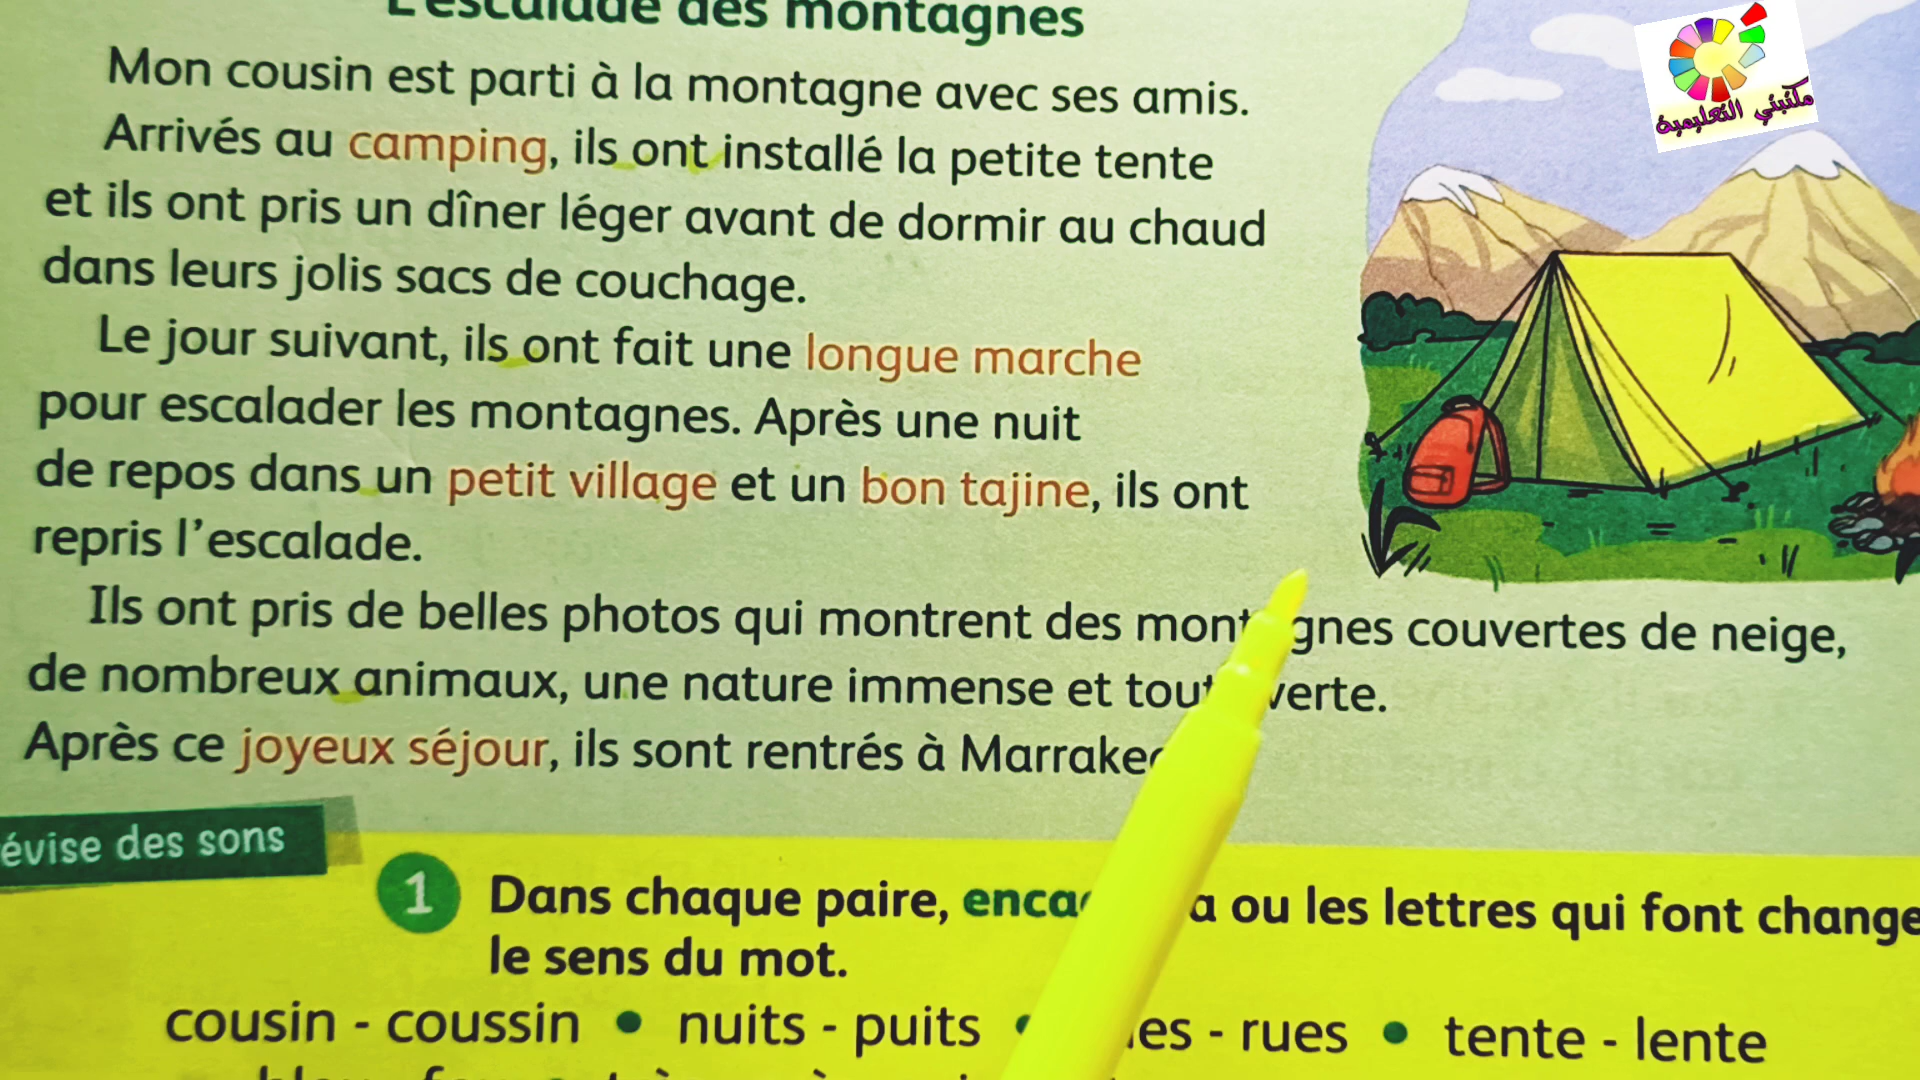 L'escalade des montagnes
Mon cousin est parti à la montagne avec ses amis.
Arrivés au camping, ils ont installé la petite tente
et ils ont pris un dîner léger avant de dormir au chaud
dans leurs jolis sacs de couchage.
Le jour suivant, ils ont fait une longue marche
pour escalader les montagnes. Après une nuit
de repos dans un petit village et un bon tajine, ils ont
repris l'escalade.
Ils ont pris de belles photos qui montrent des montagnes couvertes de neige,
de nombreux animaux, une nature immense et verte.
Après ce joyeux séjour, ils sont rentrés à
évise des sons
1 Dans chaque paire, ou les lettres qui font change
le sens du mot.
cousin - coussin • nuits - puits • - rues • tente - lente
مكتبتي التعليمية